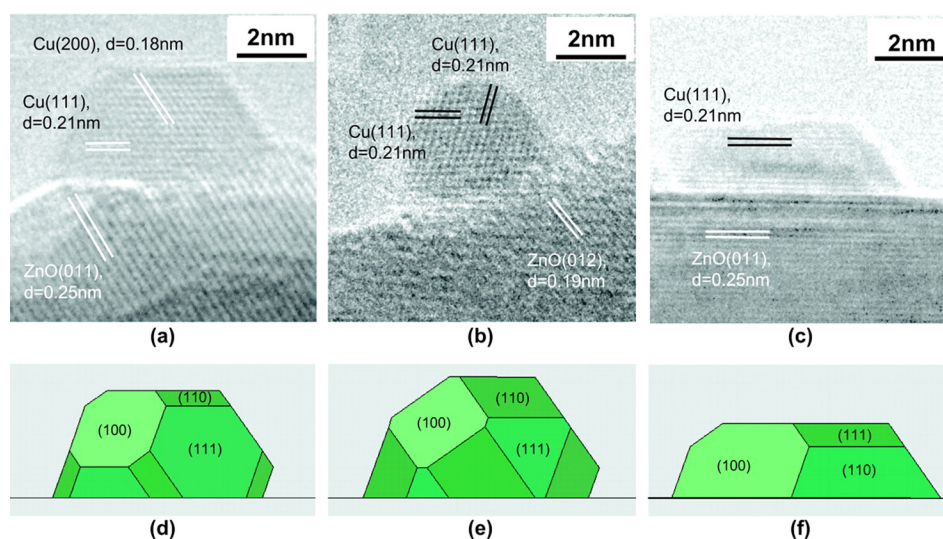 Cu(200), d=0.18nm
2nm
Cu(111),
d=0.21nm
ZnO(011),
d=0.25nm
(a)
Cu(111),
d=0.21nm
2nm
Cu(111),
d=0.21nm
ZnO(012),
d=0.19nm
(b)
2nm
Cu(111),
d=0.21nm
ZnO(011),
d=0.25nm
(c)
(110)
(100)
(111)
(d)
(110)
(100)
(111)
(e)
(111)
(100)
(110)
(f)